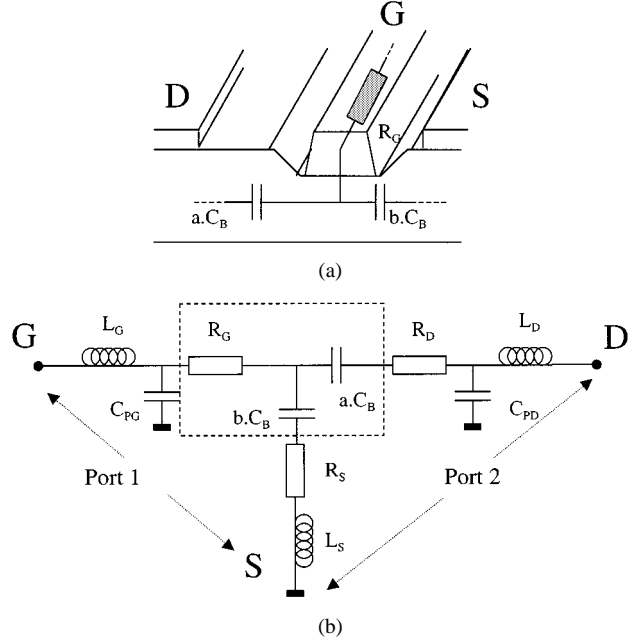 G
D
S
R_G
a.C_B
b.C_B
(a)
G
L_G
R_G
R_D
L_D
D
C_PG
b.C_B
a.C_B
C_PD
Port 1
R_S
Port 2
S
L_S
(b)